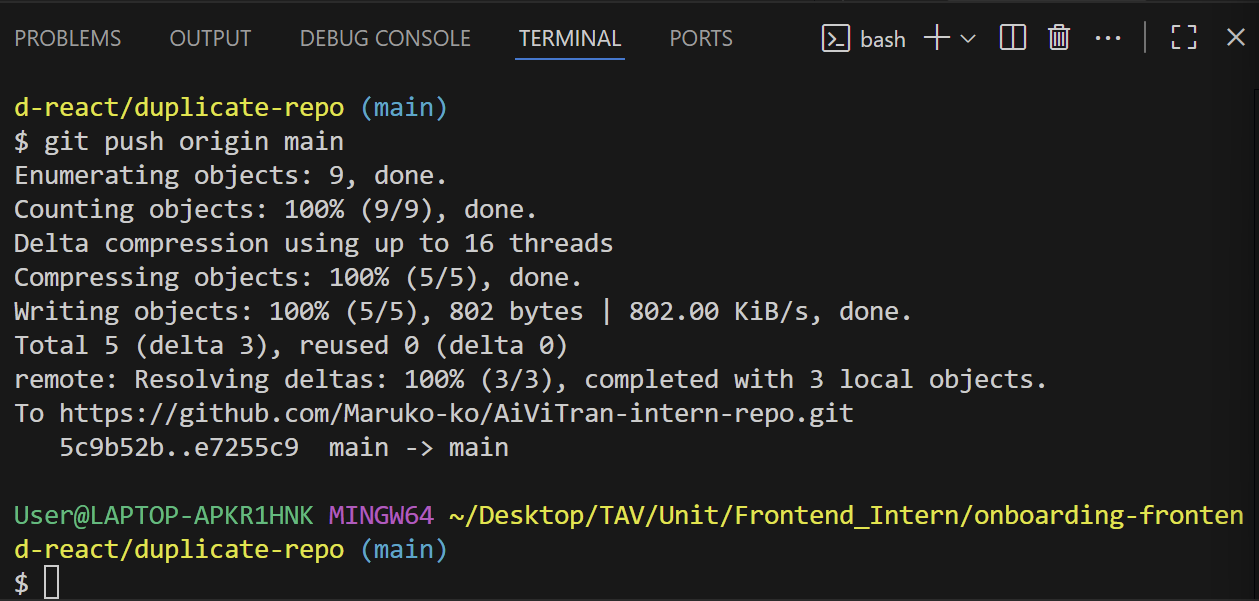 PROBLEMS OUTPUT DEBUG CONSOLE TERMINAL PORTS bash
d-react/duplicate-repo (main)
$ git push origin main
Enumerating objects: 9, done.
Counting objects: 100% (9/9), done.
Delta compression using up to 16 threads
Compressing objects: 100% (5/5), done.
Writing objects: 100% (5/5), 802 bytes | 802.00 KiB/s, done.
Total 5 (delta 3), reused 0 (delta 0)
remote: Resolving deltas: 100% (3/3), completed with 3 local objects.
To https://github.com/Maruko-ko/AiViTran-intern-repo.git
   5c9b52b..e7255c9  main -> main
User@LAPTOP-APKR1HNK MINGW64 ~/Desktop/TAV/Unit/Frontend_Intern/onboarding-fronten
d-react/duplicate-repo (main)
$